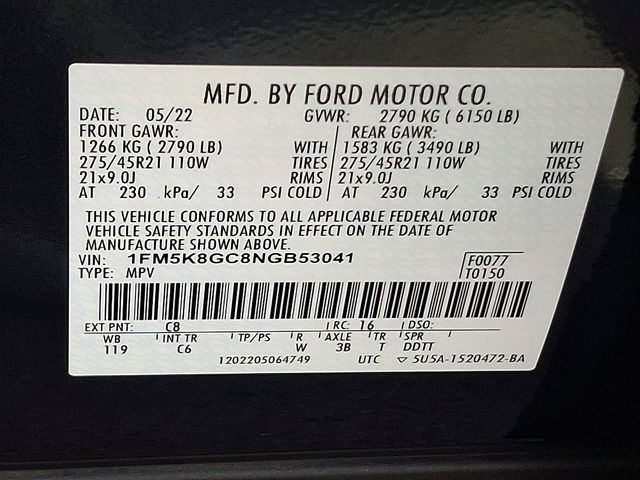 MFD. BY FORD MOTOR CO.
DATE: 05/22 GVWR: 2790 KG ( 6150 LB)
FRONT GAWR: REAR GAWR:
1266 KG ( 2790 LB) WITH 1583 KG ( 3490 LB) WITH
275/45R21 110W TIRES 275/45R21 110W TIRES
21x9.0J RIMS 21x9.0J RIMS
AT 230 kPa/ 33 PSI COLD AT 230 kPa/ 33 PSI COLD
THIS VEHICLE CONFORMS TO ALL APPLICABLE FEDERAL MOTOR
VEHICLE SAFETY STANDARDS IN EFFECT ON THE DATE OF
MANUFACTURE SHOWN ABOVE.
VIN: 1FM5K8GC8NGB53041 F0077
TYPE: MPV T0150
EXT PNT: C8 RC: 16 DSO:
WB INT TR TP/PS R AXLE TR SPR
119 C6 W 3B T DDTT
1202205064749 UTC ▽ 5U5A-1520472-BA